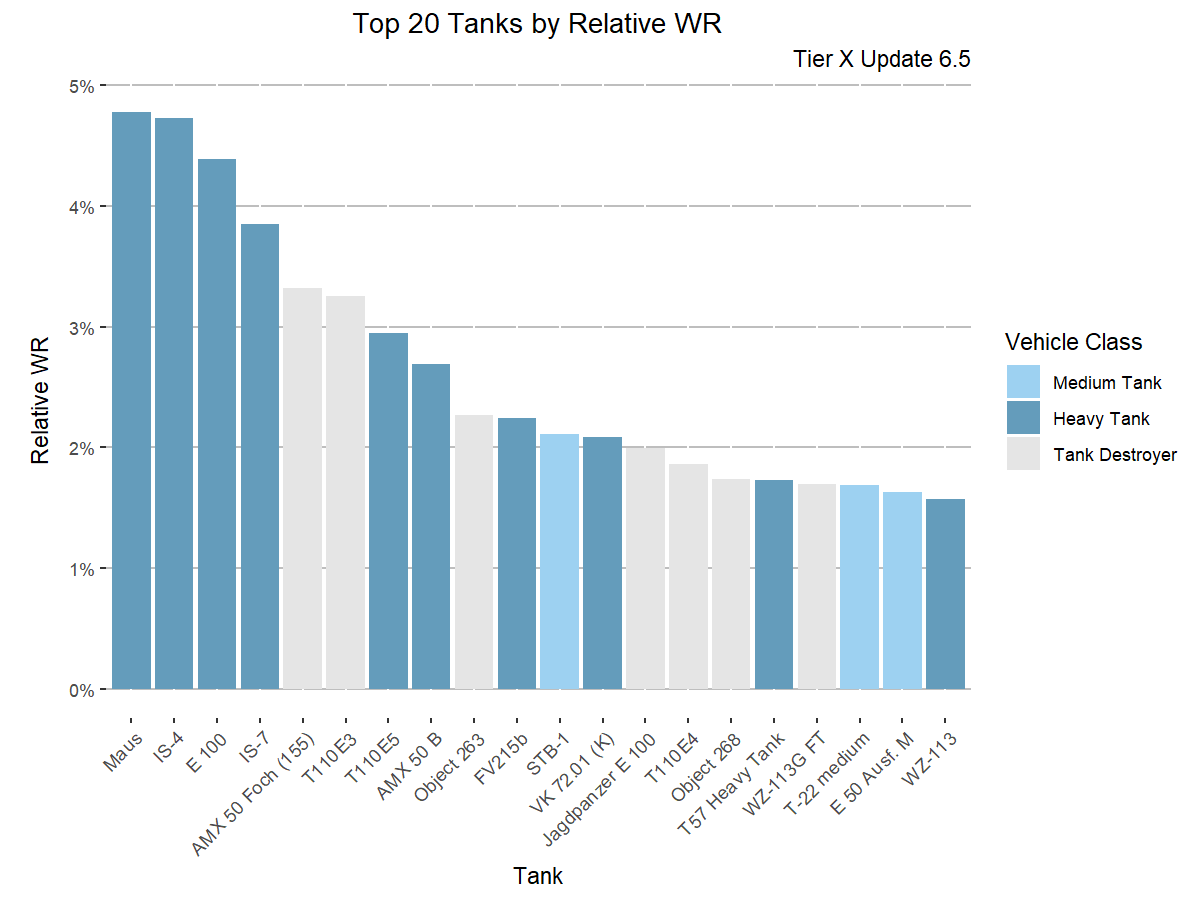 Top 20 Tanks by Relative WR
Tier X Update 6.5
5%
4%
3%
2%
1%
0%
Relative WR
Maus
IS-4
E 100
IS-7
AMX 50 Foch (155)
T110E3
T110E5
AMX 50 B
Object 263
FV215b
STB-1
VK 72.01 (K)
Jagdpanzer E 100
T110E4
Object 268
T57 Heavy Tank
WZ-113G FT
T-22 medium
E 50 Ausf. M
WZ-113
Tank
Vehicle Class
Medium Tank
Heavy Tank
Tank Destroyer